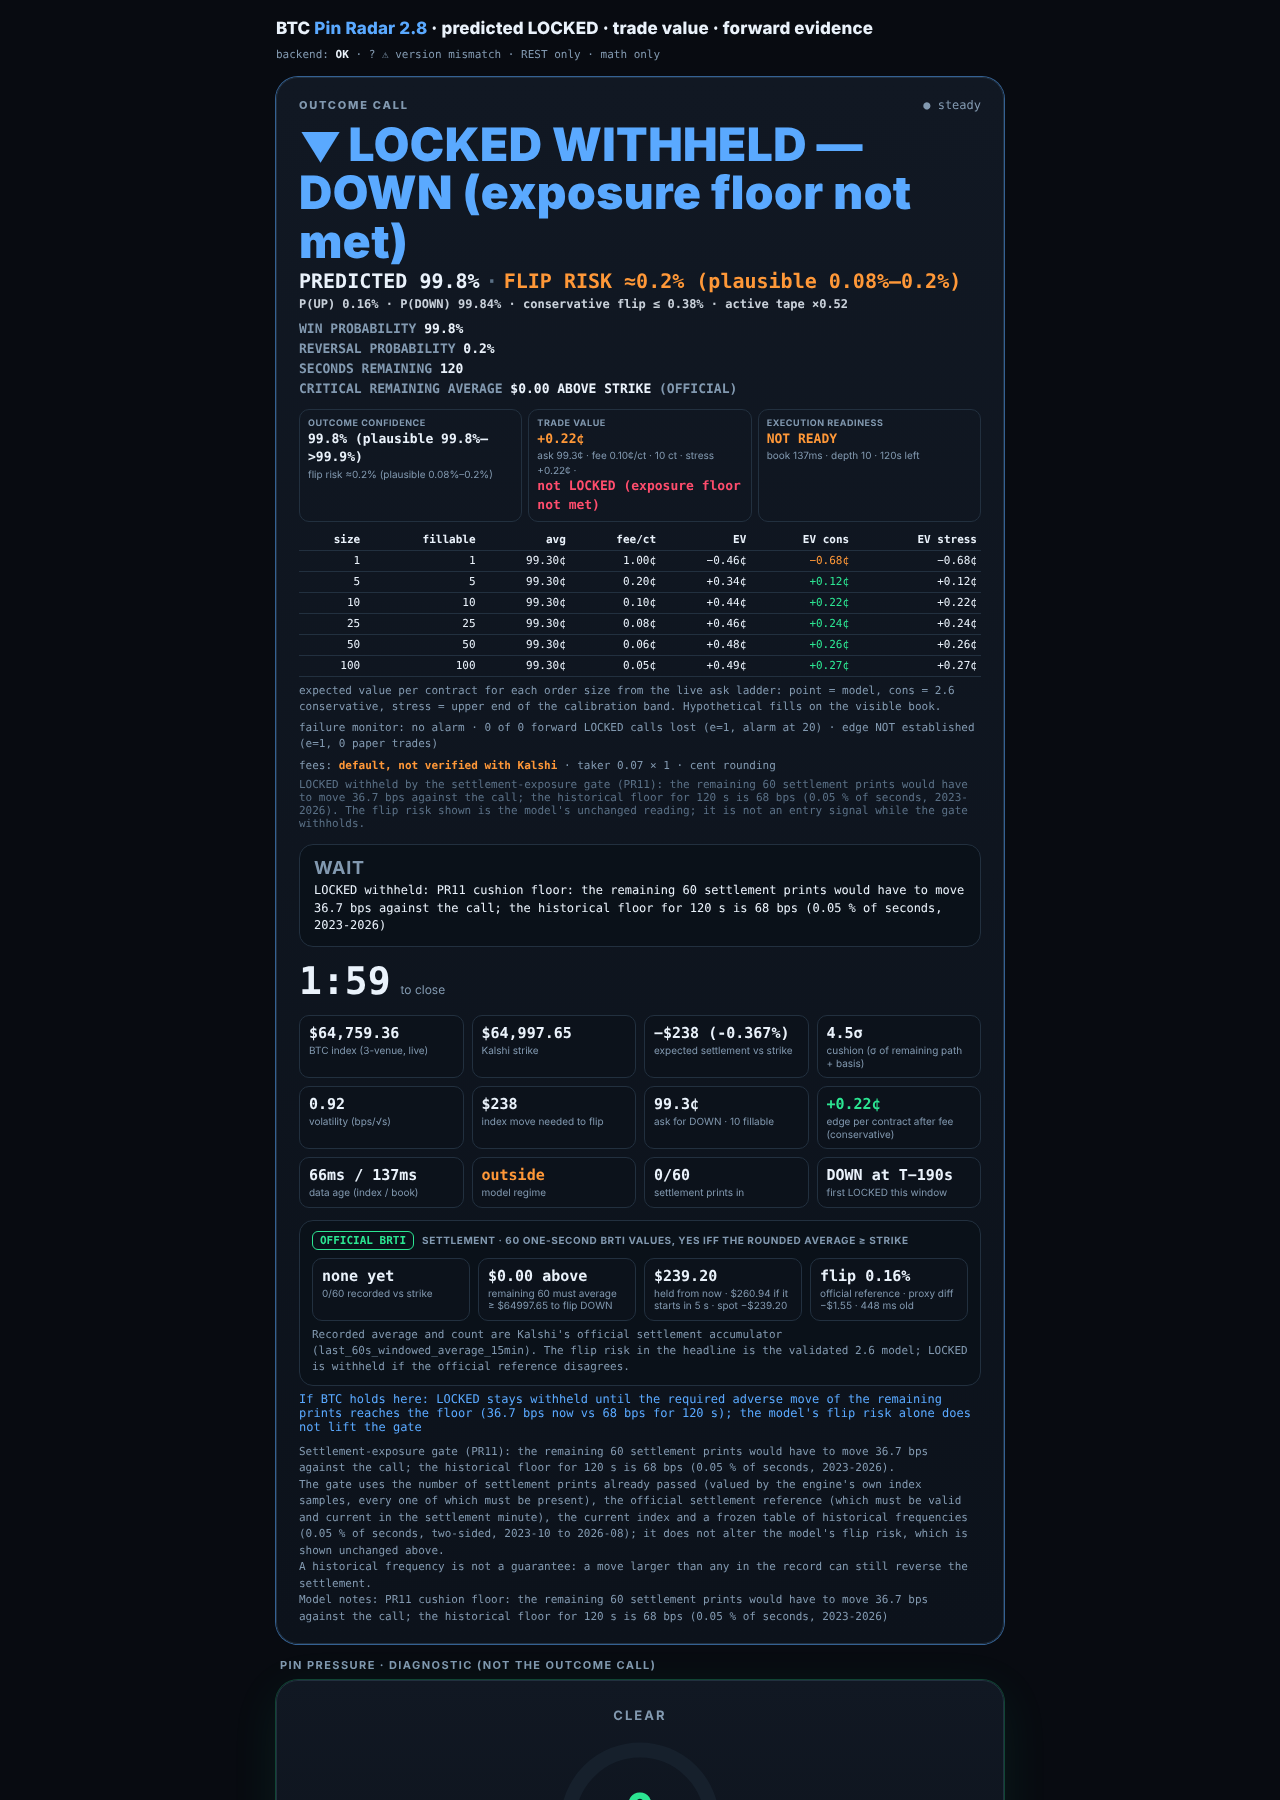 BTC Pin Radar 2.8 · predicted LOCKED · trade value · forward evidence
backend: OK · ? ⚠ version mismatch · REST only · math only
OUTCOME CALL
● steady
▼LOCKED WITHHELD —
DOWN (exposure floor not
met)
PREDICTED 99.8% · FLIP RISK ≈0.2% (plausible 0.08%–0.2%)
P(UP) 0.16% · P(DOWN) 99.84% · conservative flip ≤ 0.38% · active tape ×0.52
WIN PROBABILITY 99.8%
REVERSAL PROBABILITY 0.2%
SECONDS REMAINING 120
CRITICAL REMAINING AVERAGE $0.00 ABOVE STRIKE (OFFICIAL)
OUTCOME CONFIDENCE
99.8% (plausible 99.8%–
>99.9%)
flip risk ≈0.2% (plausible 0.08%–0.2%)
TRADE VALUE
+0.22¢
ask 99.3¢ · fee 0.10¢/ct · 10 ct · stress
+0.22¢ ·
not LOCKED (exposure floor
not met)
EXECUTION READINESS
NOT READY
book 137ms · depth 10 · 120s left
size fillable avg fee/ct EV EV cons EV stress
1 1 99.30¢ 1.00¢ −0.46¢ −0.68¢ −0.68¢
5 5 99.30¢ 0.20¢ +0.34¢ +0.12¢ +0.12¢
10 10 99.30¢ 0.10¢ +0.44¢ +0.22¢ +0.22¢
25 25 99.30¢ 0.08¢ +0.46¢ +0.24¢ +0.24¢
50 50 99.30¢ 0.06¢ +0.48¢ +0.26¢ +0.26¢
100 100 99.30¢ 0.05¢ +0.49¢ +0.27¢ +0.27¢
expected value per contract for each order size from the live ask ladder: point = model, cons = 2.6
conservative, stress = upper end of the calibration band. Hypothetical fills on the visible book.
failure monitor: no alarm · 0 of 0 forward LOCKED calls lost (e=1, alarm at 20) · edge NOT established
(e=1, 0 paper trades)
fees: default, not verified with Kalshi · taker 0.07 × 1 · cent rounding
LOCKED withheld by the settlement-exposure gate (PR11): the remaining 60 settlement prints would have
to move 36.7 bps against the call; the historical floor for 120 s is 68 bps (0.05 % of seconds, 2023-
2026). The flip risk shown is the model's unchanged reading; it is not an entry signal while the gate
withholds.
WAIT
LOCKED withheld: PR11 cushion floor: the remaining 60 settlement prints would have to move
36.7 bps against the call; the historical floor for 120 s is 68 bps (0.05 % of seconds,
2023-2026)
1:59 to close
$64,759.36
BTC index (3-venue, live)
$64,997.65
Kalshi strike
−$238 (-0.367%)
expected settlement vs strike
4.5σ
cushion (σ of remaining path
+ basis)
0.92
volatility (bps/√s)
$238
index move needed to flip
99.3¢
ask for DOWN · 10 fillable
+0.22¢
edge per contract after fee
(conservative)
66ms / 137ms
data age (index / book)
outside
model regime
0/60
settlement prints in
DOWN at T−190s
first LOCKED this window
OFFICIAL BRTI SETTLEMENT · 60 ONE-SECOND BRTI VALUES, YES IFF THE ROUNDED AVERAGE ≥ STRIKE
none yet
0/60 recorded vs strike
$0.00 above
remaining 60 must average
≥ $64997.65 to flip DOWN
$239.20
held from now · $260.94 if it
starts in 5 s · spot −$239.20
flip 0.16%
official reference · proxy diff
−$1.55 · 448 ms old
Recorded average and count are Kalshi's official settlement accumulator
(last_60s_windowed_average_15min). The flip risk in the headline is the validated 2.6 model; LOCKED
is withheld if the official reference disagrees.
If BTC holds here: LOCKED stays withheld until the required adverse move of the remaining
prints reaches the floor (36.7 bps now vs 68 bps for 120 s); the model's flip risk alone does
not lift the gate
Settlement-exposure gate (PR11): the remaining 60 settlement prints would have to move 36.7 bps
against the call; the historical floor for 120 s is 68 bps (0.05 % of seconds, 2023-2026).
The gate uses the number of settlement prints already passed (valued by the engine's own index
samples, every one of which must be present), the official settlement reference (which must be valid
and current in the settlement minute), the current index and a frozen table of historical frequencies
(0.05 % of seconds, two-sided, 2023-10 to 2026-08); it does not alter the model's flip risk, which is
shown unchanged above.
A historical frequency is not a guarantee: a move larger than any in the record can still reverse the
settlement.
Model notes: PR11 cushion floor: the remaining 60 settlement prints would have to move 36.7 bps
against the call; the historical floor for 120 s is 68 bps (0.05 % of seconds, 2023-2026)
PIN PRESSURE · DIAGNOSTIC (NOT THE OUTCOME CALL)
CLEAR